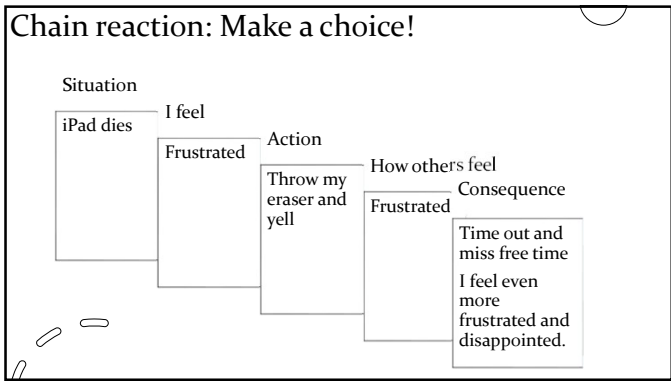 Chain reaction: Make a choice!
Situation
iPad dies
I feel
Frustrated
Action
Throw my
eraser and
yell
How others feel
Frustrated
Consequence
Time out and
miss free time
I feel even
more
frustrated and
disappointed.